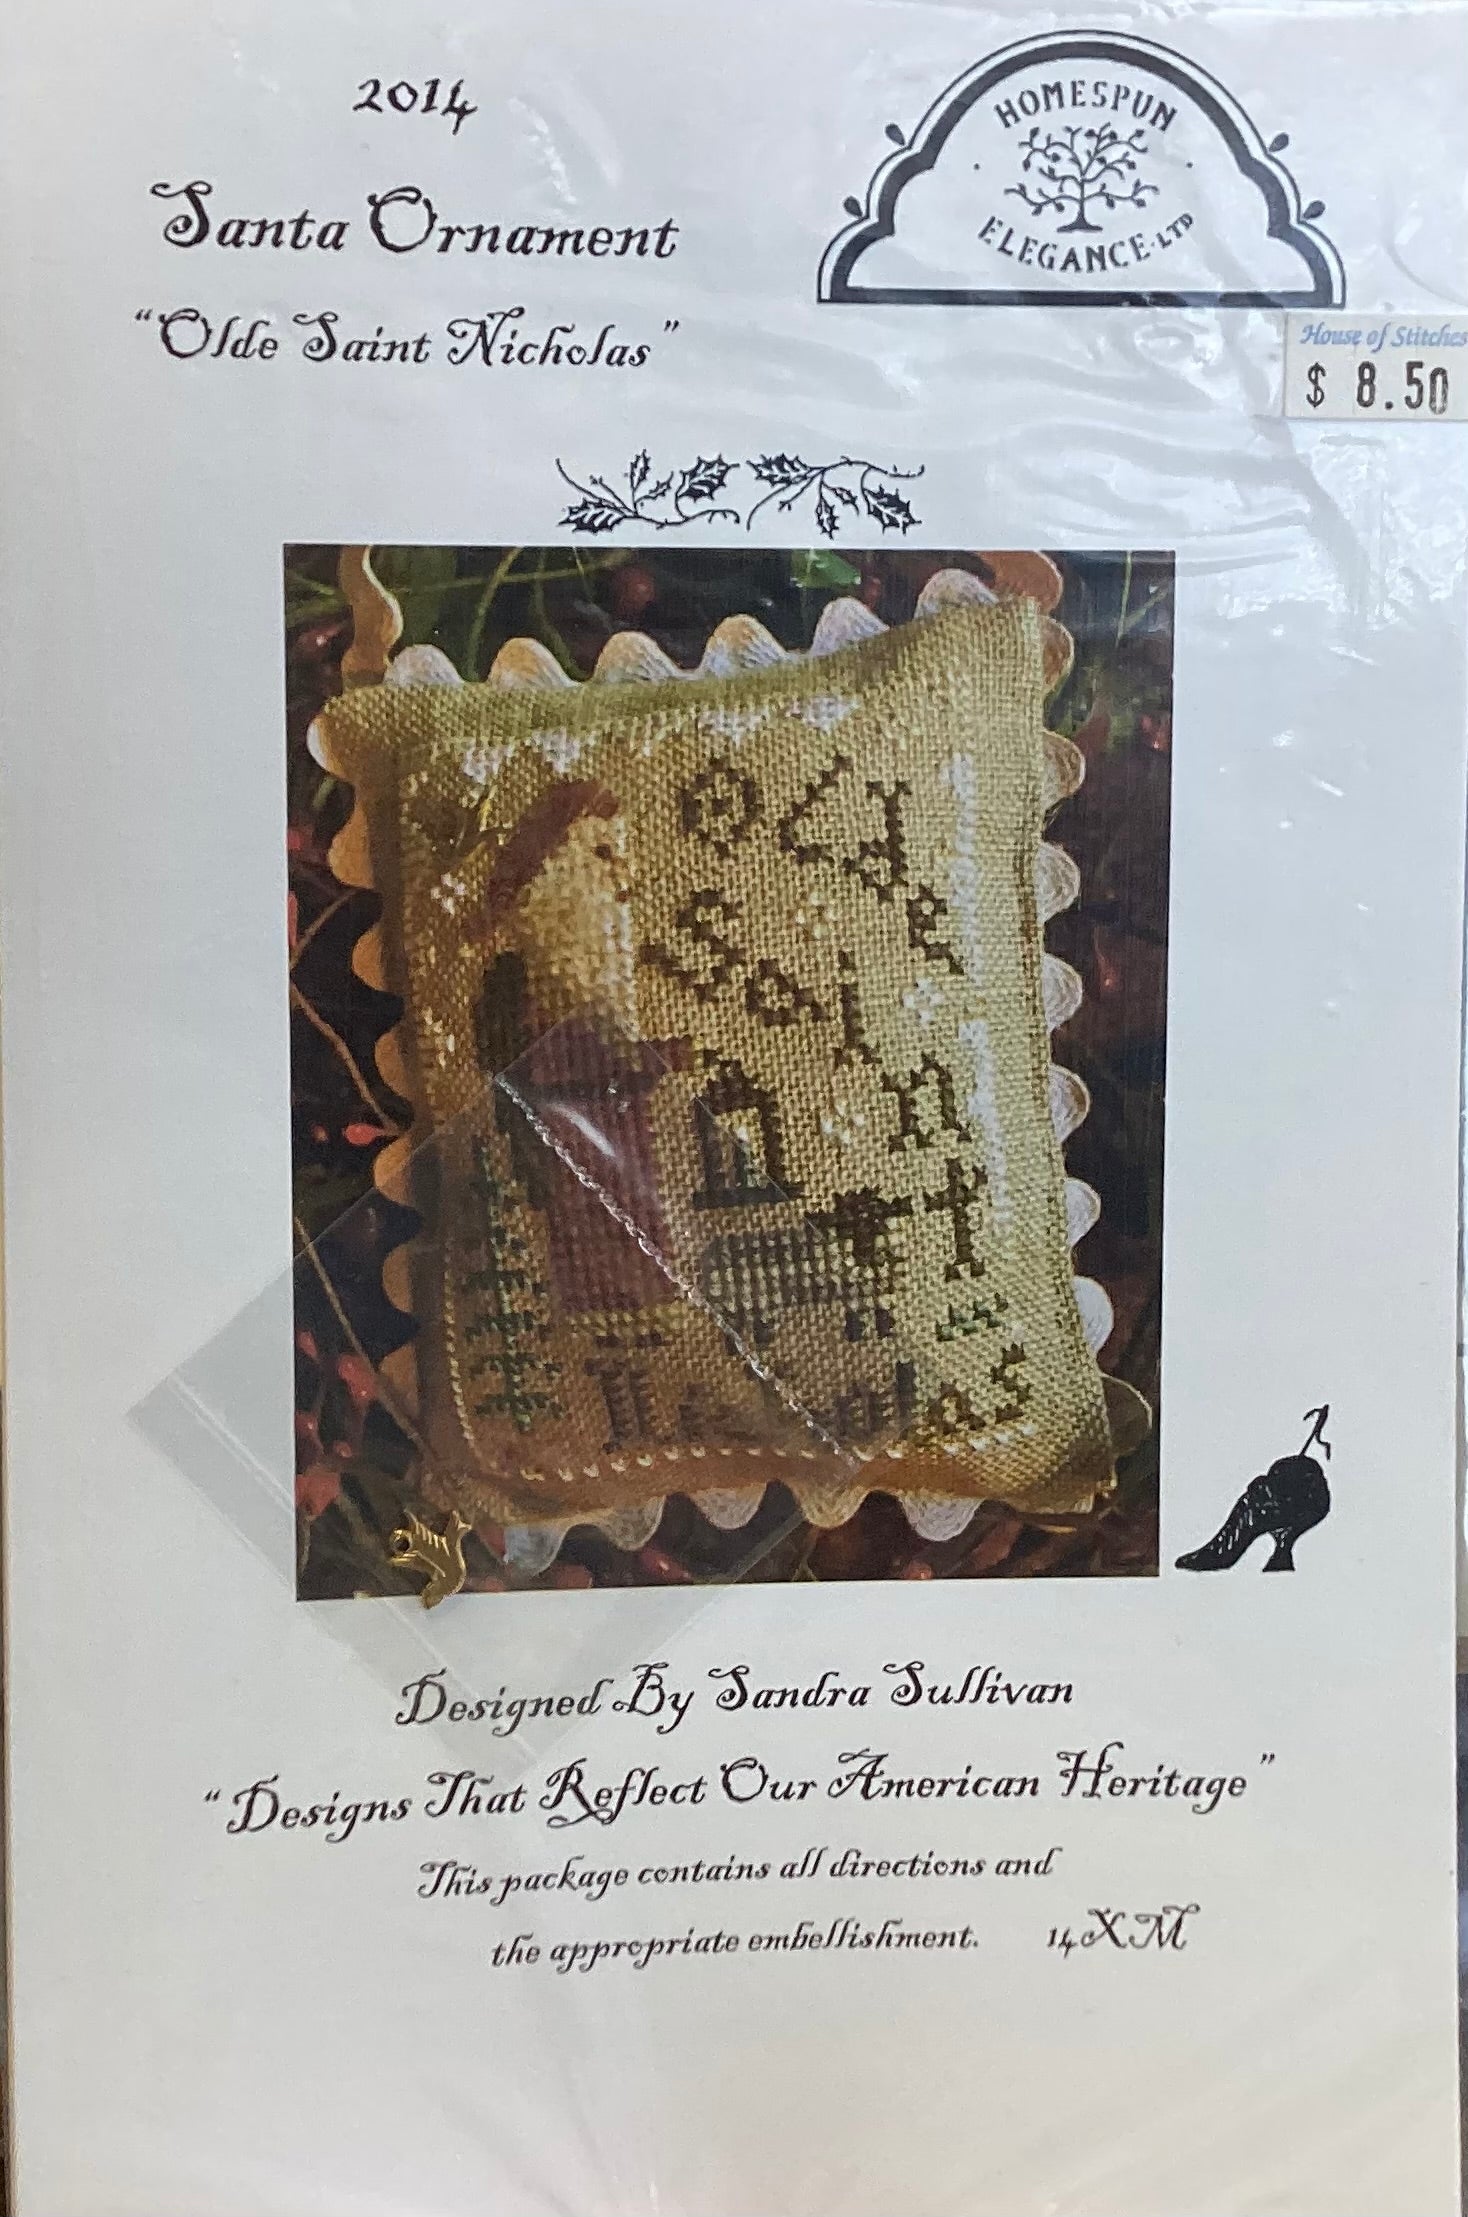 2014
Santa Ornament
"Olde Saint Nicholas"
HOMESPUN
ELEGANCE·LTD
House of Stitches
$ 8.50
Olde
Saint
Nicholas
Designed By Sandra Sullivan
"Designs That Reflect Our American Heritage"
This package contains all directions and
the appropriate embellishment. 14XM